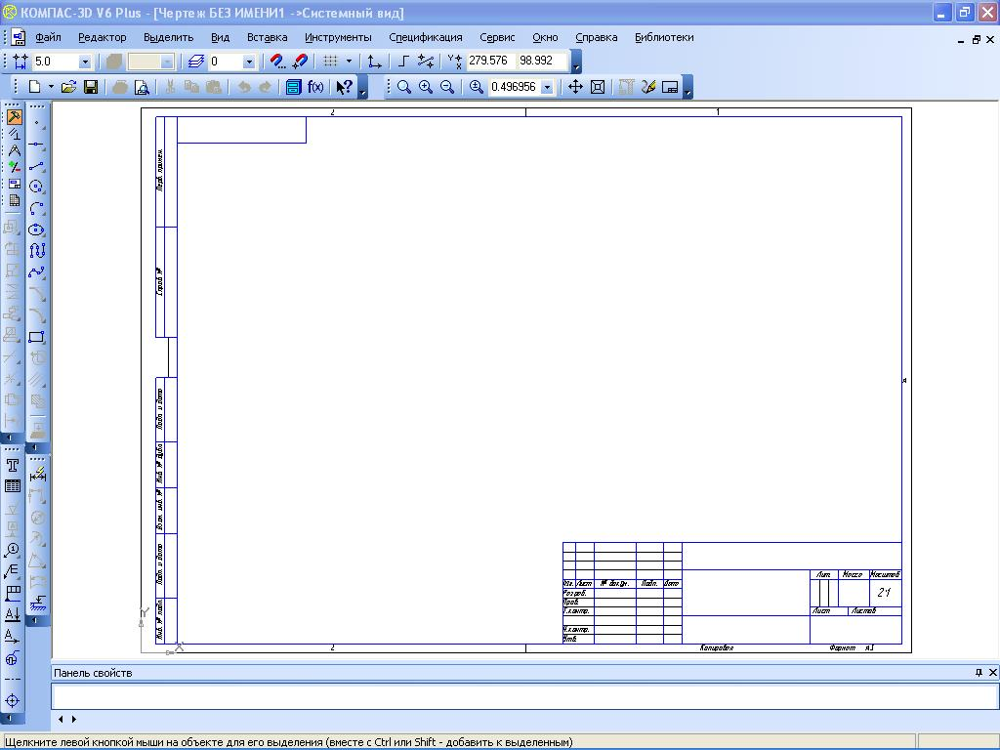 КОМПАС-3D V6 Plus - [Чертеж БЕЗ ИМЕНИ1 ->Системный вид]
Файл Редактор Выделить Вид Вставка Инструменты Спецификация Сервис Окно Справка Библиотеки
5.0 0 279.576 98.992
f(x) 0.496956
2 1
Перв. примен.
Справ. №
Подп. и дата
Инв. № дубл.
Взам. инв. №
Подп. и дата
Инв. № подл.
А
Изм. Лист № докум. Подп. Дата
Разраб.
Пров.
Т.контр.
Н.контр.
Утв.
Лит. Масса Масштаб
2:1
Лист Листов
2 Копировал Формат А3
Y
X
Панель свойств
Щелкните левой кнопкой мыши на объекте для его выделения (вместе с Ctrl или Shift - добавить к выделенным)